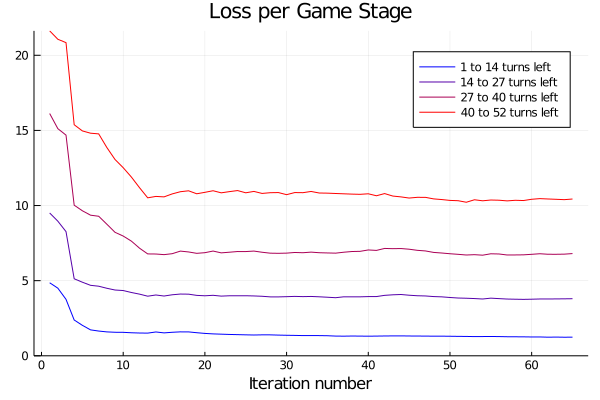 Loss per Game Stage
20
15
10
5
0
1 to 14 turns left
14 to 27 turns left
27 to 40 turns left
40 to 52 turns left
0 10 20 30 40 50 60
Iteration number